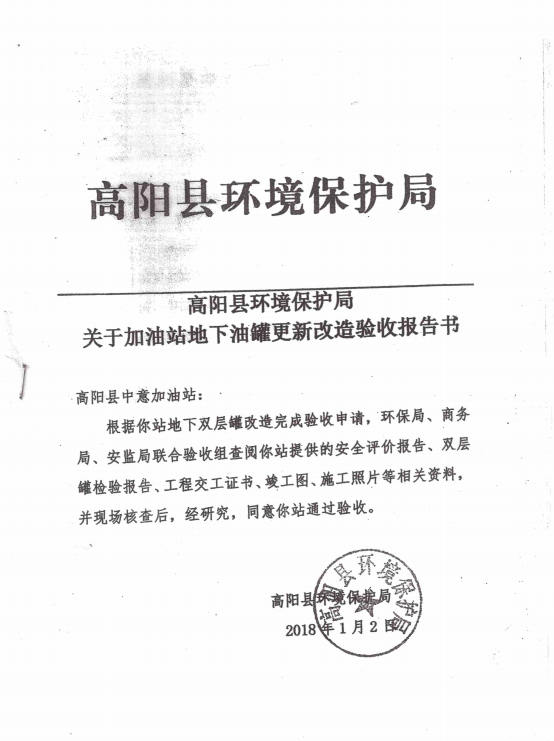 高阳县环境保护局
高阳县环境保护局
关于加油站地下油罐更新改造验收报告书
高阳县中意加油站：
根据你站地下双层罐改造完成验收申请，环保局、商务
局、安监局联合验收组查阅你站提供的安全评价报告、双层
罐检验报告、工程交工证书、竣工图、施工照片等相关资料，
并现场核查后，经研究，同意你站通过验收。
高阳县环境保护局
2018年1月2日
高阳县环境保护局